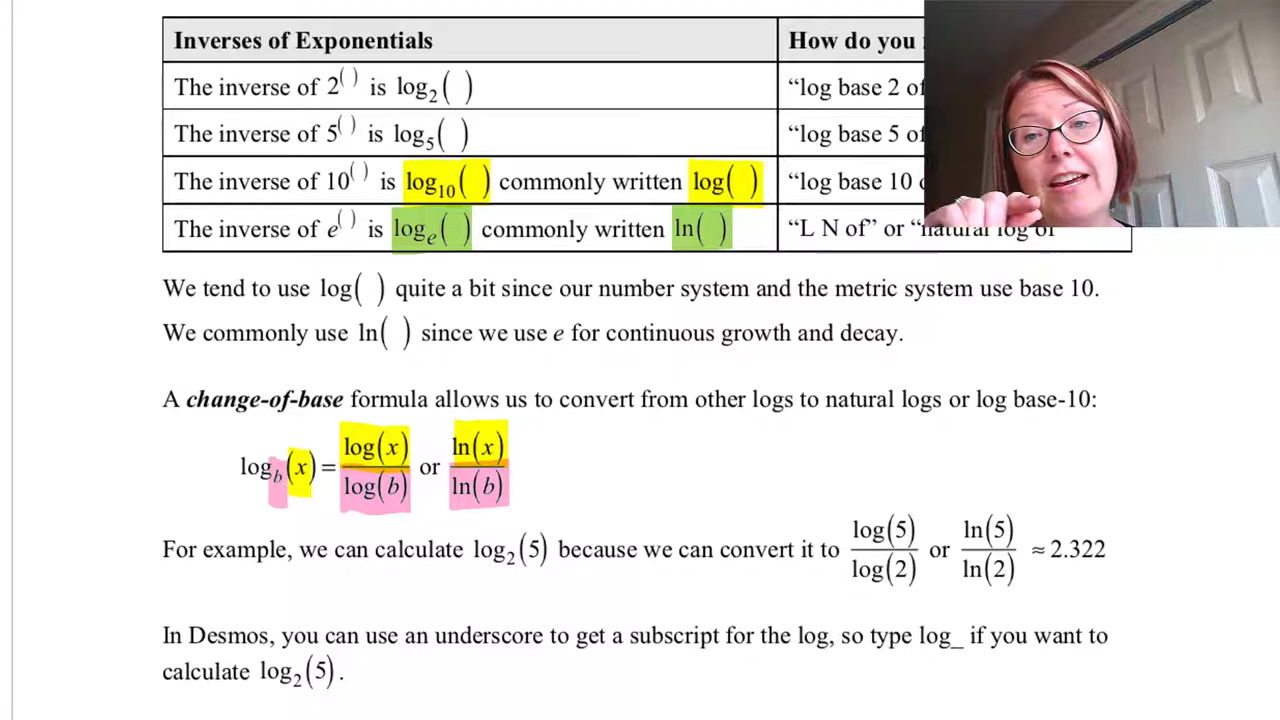 Inverses of Exponentials How do you
The inverse of 2^( ) is log₂( ) “log base 2 of
The inverse of 5^( ) is log₅( ) “log base 5 of
The inverse of 10^( ) is log₁₀( ) commonly written log( ) “log base 10
The inverse of e^( ) is logₑ( ) commonly written ln( ) “L N of” or “natural log of
We tend to use log( ) quite a bit since our number system and the metric system use base 10.
We commonly use ln( ) since we use e for continuous growth and decay.
A change-of-base formula allows us to convert from other logs to natural logs or log base-10:
log_b(x) = log(x)/log(b) or ln(x)/ln(b)
For example, we can calculate log₂(5) because we can convert it to log(5)/log(2) or ln(5)/ln(2) ≈ 2.322
In Desmos, you can use an underscore to get a subscript for the log, so type log_ if you want to
calculate log₂(5).